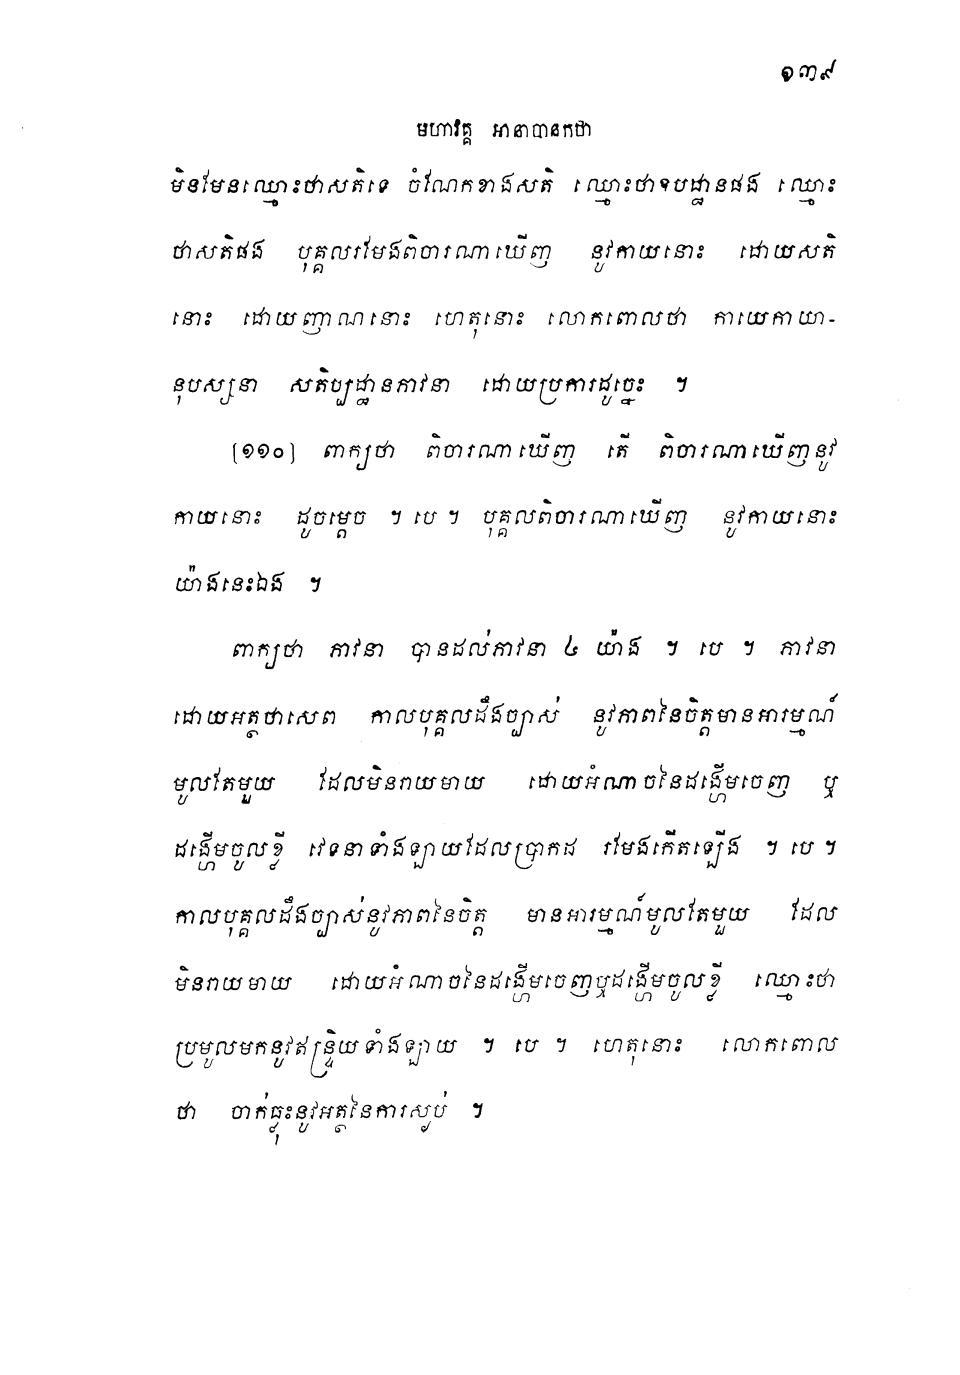 ១៣៩
មហាវគ្គ អានាបានកថា
មិនមែនឈ្មោះថាសតិទេ ចំណែកខាងសតិ ឈ្មោះថាឧបដ្ឋានផង ឈ្មោះ
ថាសតិផង បុគ្គលរមែងពិចារណាឃើញ នូវកាយនោះ ដោយសតិ
នោះ ដោយញាណនោះ ហេតុនោះ លោកពោលថា កាយេកាយា-
នុបស្សនា សតិប្បដ្ឋានភាវនា ដោយប្រការដូច្នេះ ។
(១១០) ពាក្យថា ពិចារណាឃើញ តើ ពិចារណាឃើញនូវ
កាយនោះ ដូចម្តេច ។ បេ ។ បុគ្គលពិចារណាឃើញ នូវកាយនោះ
យ៉ាងនេះឯង ។
ពាក្យថា ភាវនា បានដល់ភាវនា ៤ យ៉ាង ។ បេ ។ ភាវនា
ដោយអត្ថថាសេព កាលបុគ្គលដឹងច្បាស់ នូវភាពនៃចិត្តមានអារម្មណ៍
មូលតែមួយ ដែលមិនរាយមាយ ដោយអំណាចនៃដង្ហើមចេញ ឬ
ដង្ហើមចូលខ្លី វេទនាទាំងឡាយដែលប្រាកដ រមែងកើតឡើង ។ បេ ។
កាលបុគ្គលដឹងច្បាស់នូវភាពនៃចិត្ត មានអារម្មណ៍មូលតែមួយ ដែល
មិនរាយមាយ ដោយអំណាចនៃដង្ហើមចេញឬដង្ហើមចូលខ្លី ឈ្មោះថា
ប្រមូលមកនូវឥន្ទ្រិយទាំងឡាយ ។ បេ ។ ហេតុនោះ លោកពោល
ថា ចាក់ធ្លុះនូវអត្ថនៃការស្ងប់ ។